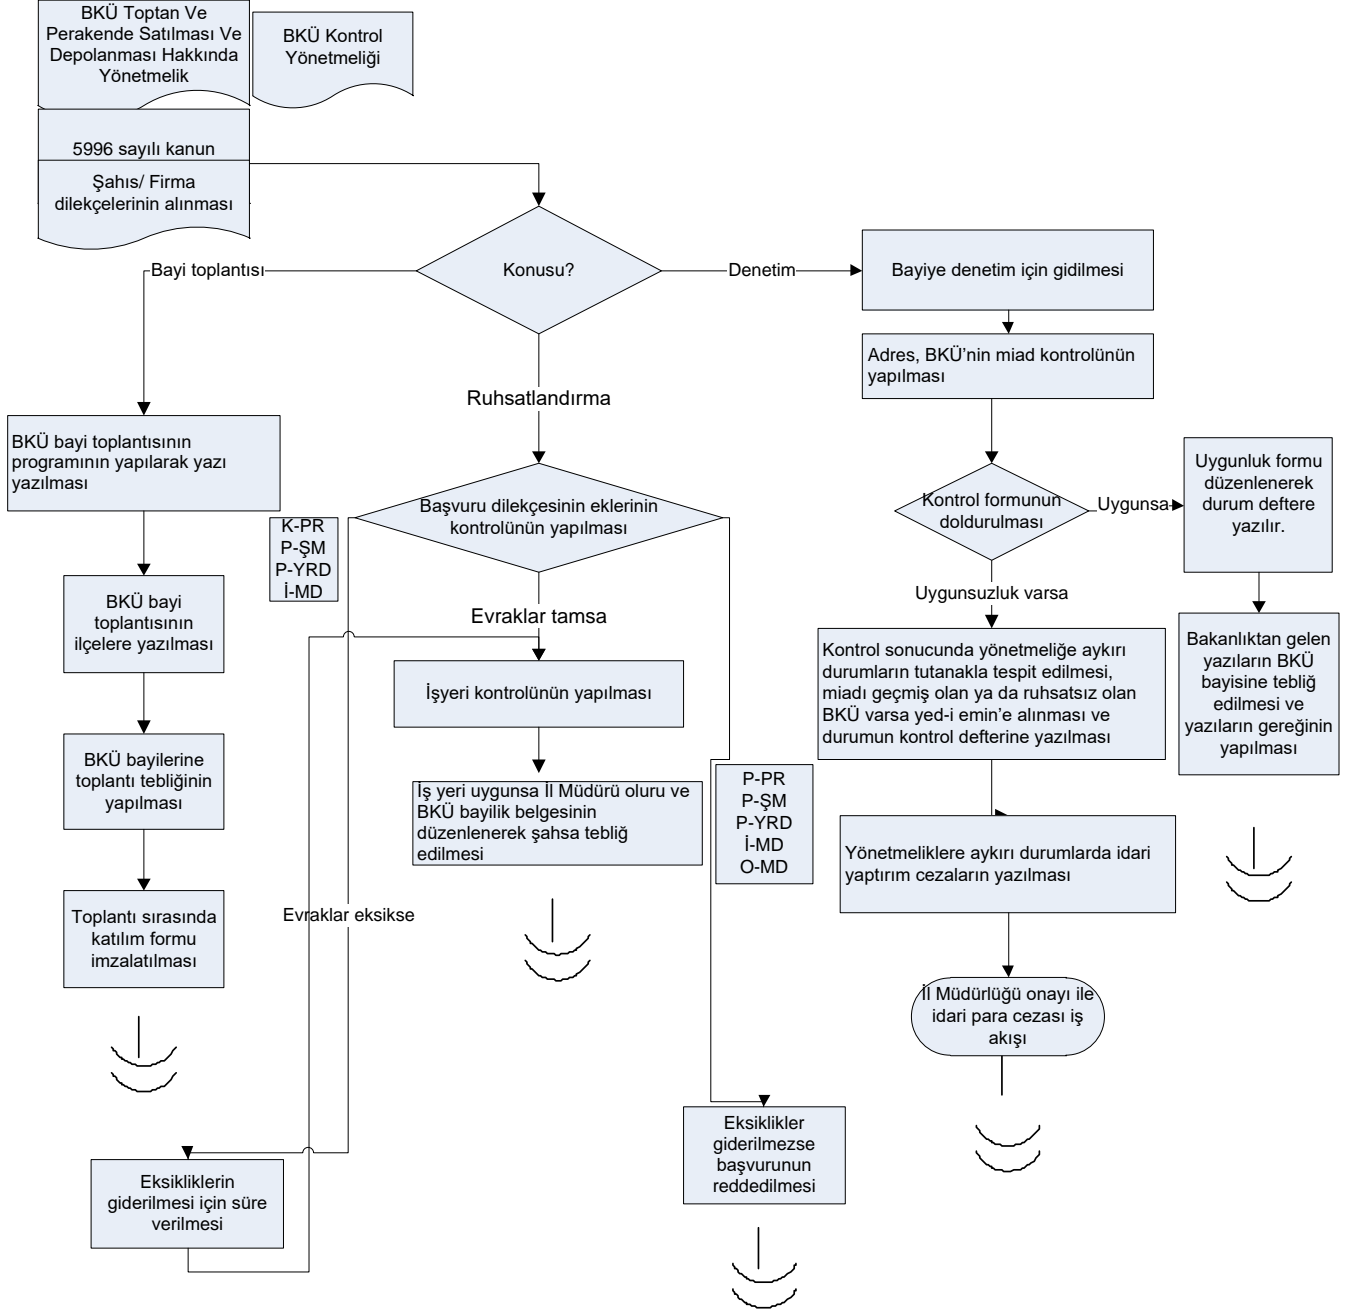 BKÜ Toptan Ve
Perakende Satılması Ve
Depolanması Hakkında
Yönetmelik
BKÜ Kontrol
Yönetmeliği
5996 sayılı kanun
Şahıs/ Firma
dilekçelerinin alınması
Konusu?
Bayi toplantısı
Denetim
Ruhsatlandırma
BKÜ bayi toplantısının
programının yapılarak yazı
yazılması
BKÜ bayi
toplantısının
ilçelere yazılması
BKÜ bayilerine
toplantı tebliğinin
yapılması
Toplantı sırasında
katılım formu
imzalatılması
Başvuru dilekçesinin eklerinin
kontrolünün yapılması
K-PR
P-ŞM
P-YRD
İ-MD
Evraklar tamsa
İşyeri kontrolünün yapılması
İş yeri uygunsa İl Müdürü oluru ve
BKÜ bayilik belgesinin
düzenlenerek şahsa tebliğ
edilmesi
Evraklar eksikse
Eksikliklerin
giderilmesi için süre
verilmesi
P-PR
P-ŞM
P-YRD
İ-MD
O-MD
Eksiklikler
giderilmezse
başvurunun
reddedilmesi
Bayiye denetim için gidilmesi
Adres, BKÜ’nin miad kontrolünün
yapılması
Kontrol formunun
doldurulması
Uygunsa
Uygunluk formu
düzenlenerek
durum deftere
yazılır.
Bakanlıktan gelen
yazıların BKÜ
bayisine tebliğ
edilmesi ve
yazıların gereğinin
yapılması
Uygunsuzluk varsa
Kontrol sonucunda yönetmeliğe aykırı
durumların tutanakla tespit edilmesi,
miadı geçmiş olan ya da ruhsatsız olan
BKÜ varsa yed-i emin’e alınması ve
durumun kontrol defterine yazılması
Yönetmeliklere aykırı durumlarda idari
yaptırım cezaların yazılması
İl Müdürlüğü onayı ile
idari para cezası iş
akışı